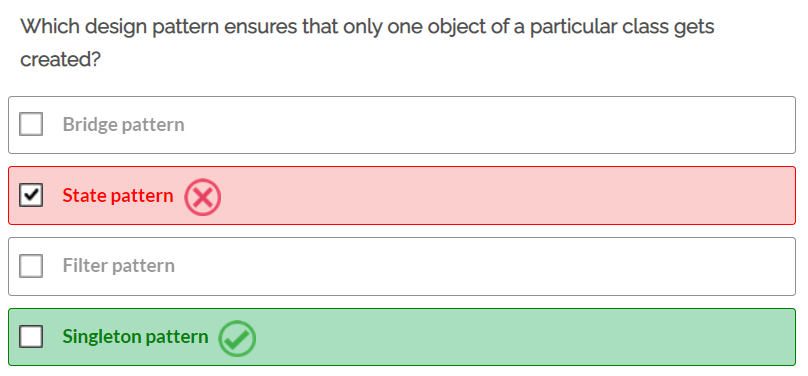 Which design pattern ensures that only one object of a particular class gets
created?
Bridge pattern
State pattern
Filter pattern
Singleton pattern